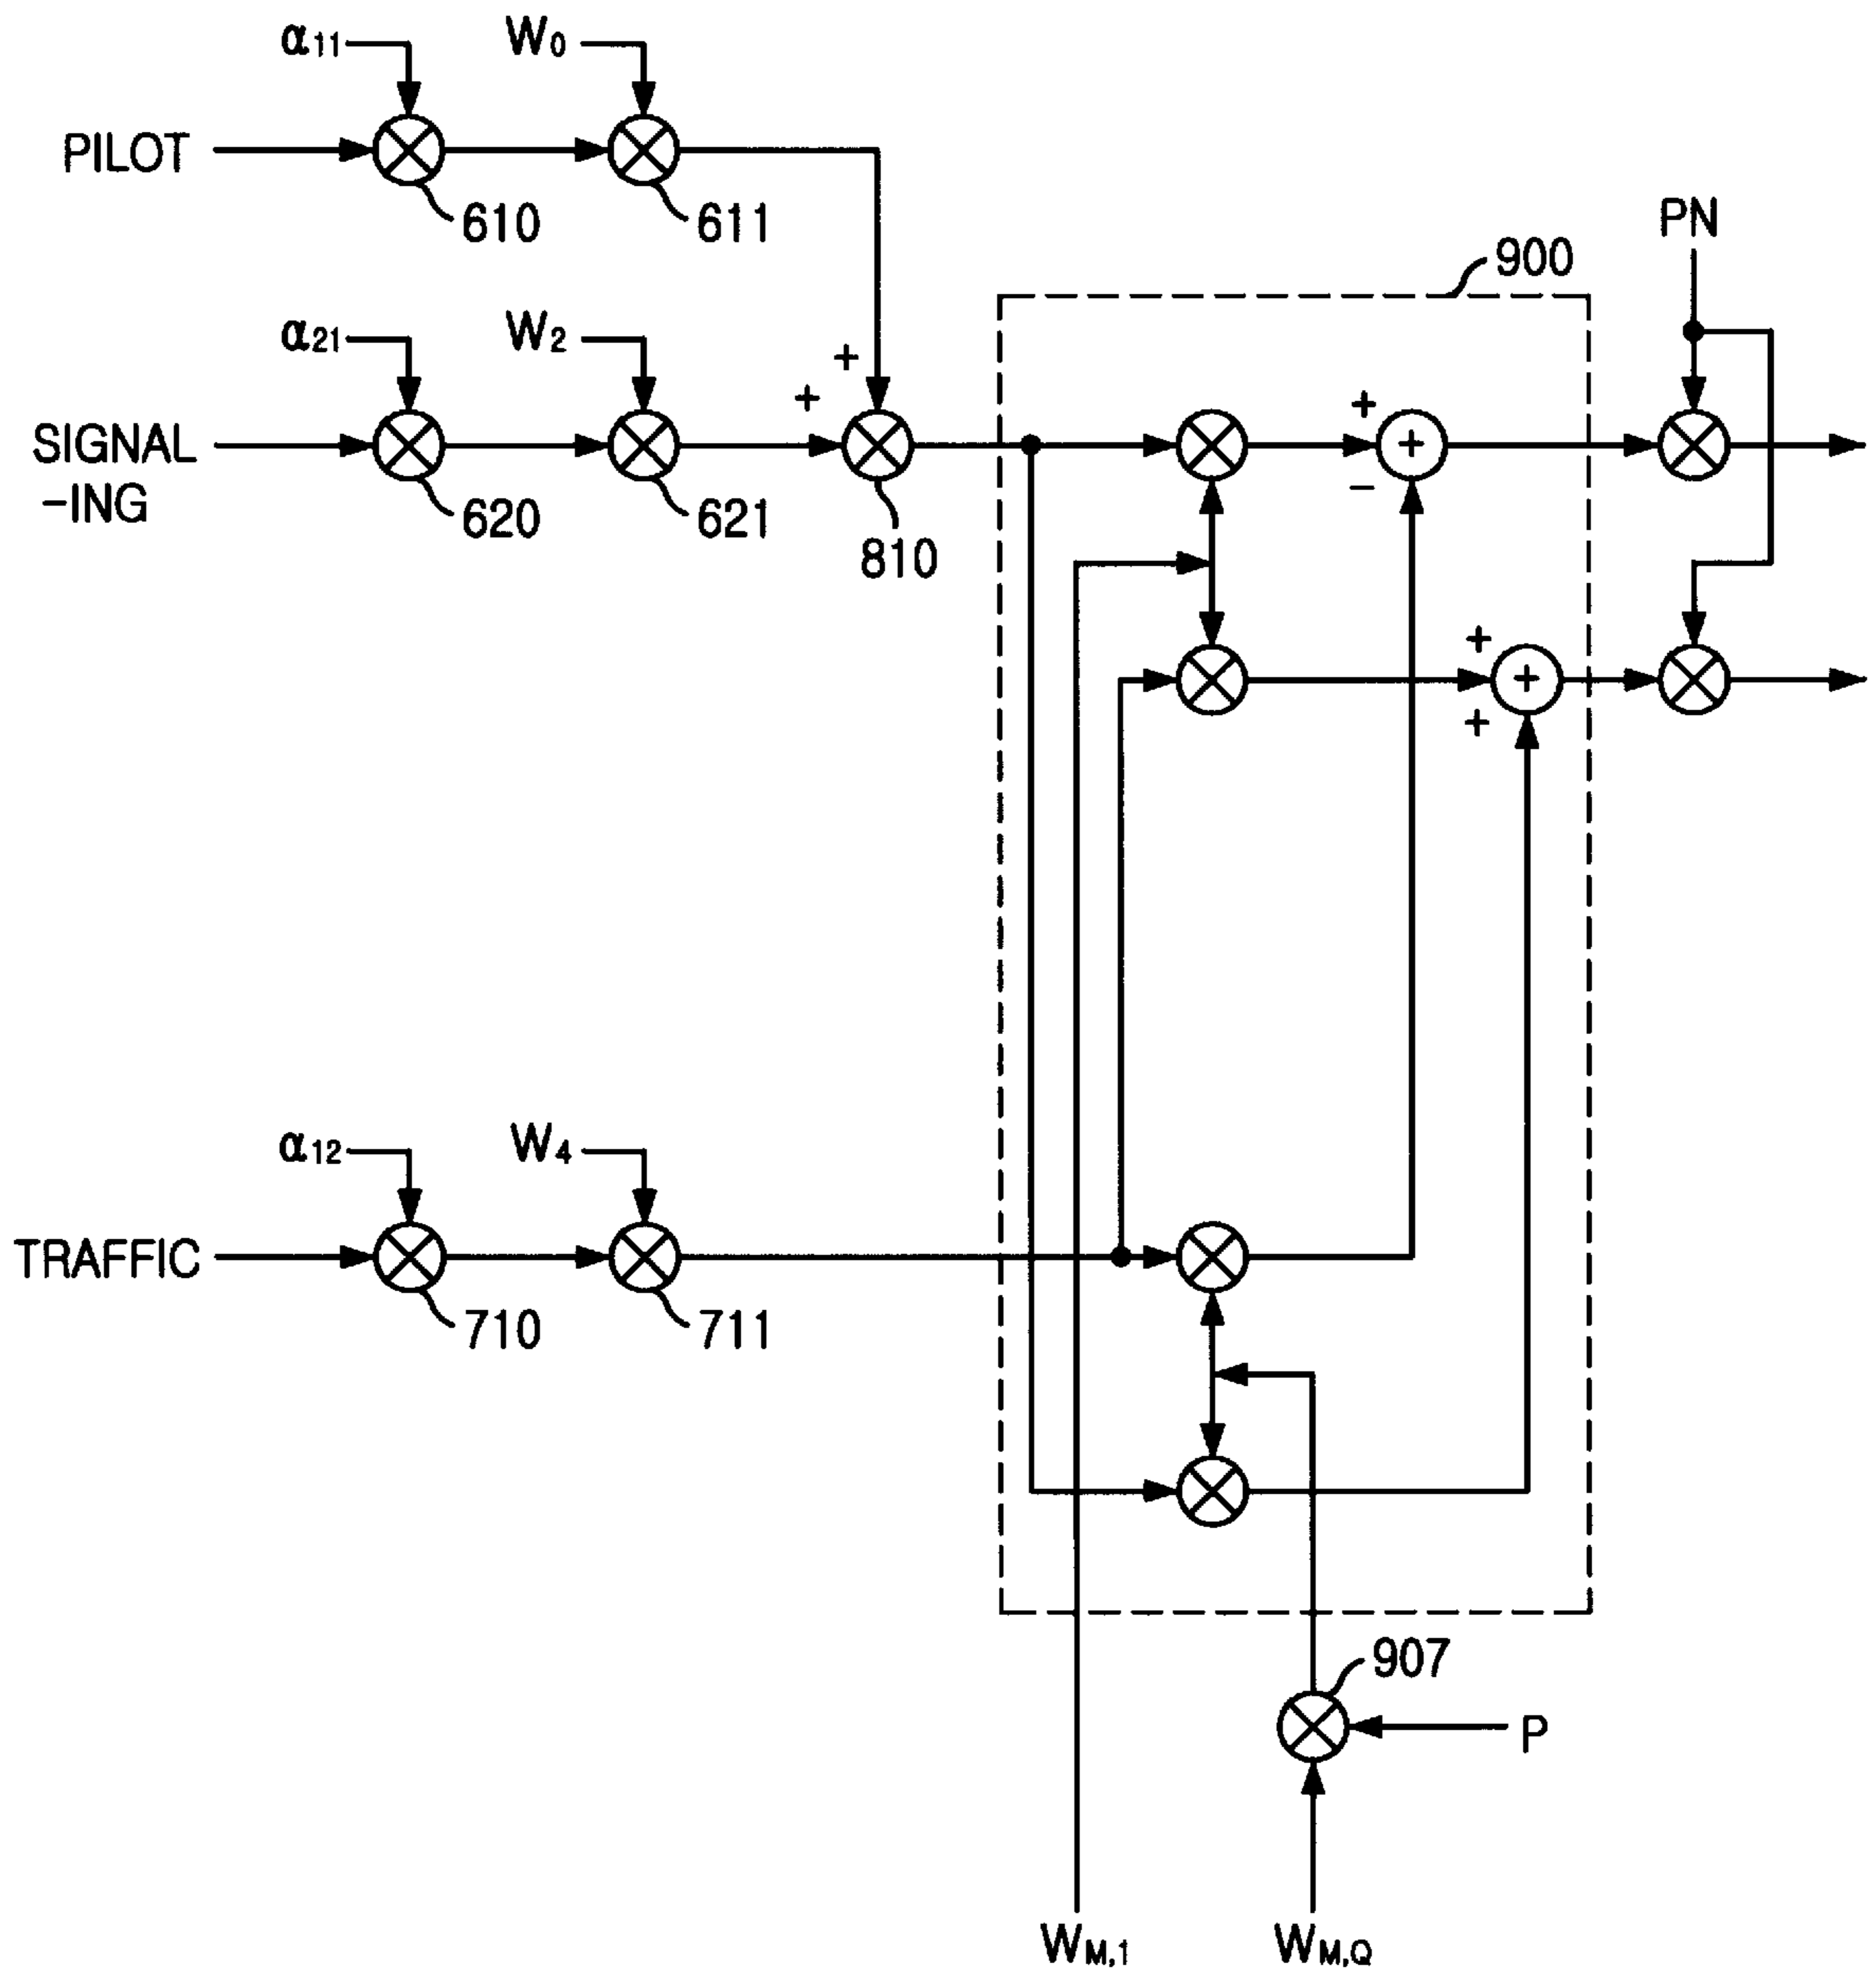 α11
W0
PILOT
610
611
PN
900
α21
W2
+
+
+
+
SIGNAL
-ING
−
620
621
810
+
+
+
+
α12
W4
TRAFFIC
710
711
907
P
WM,1
WM,Q